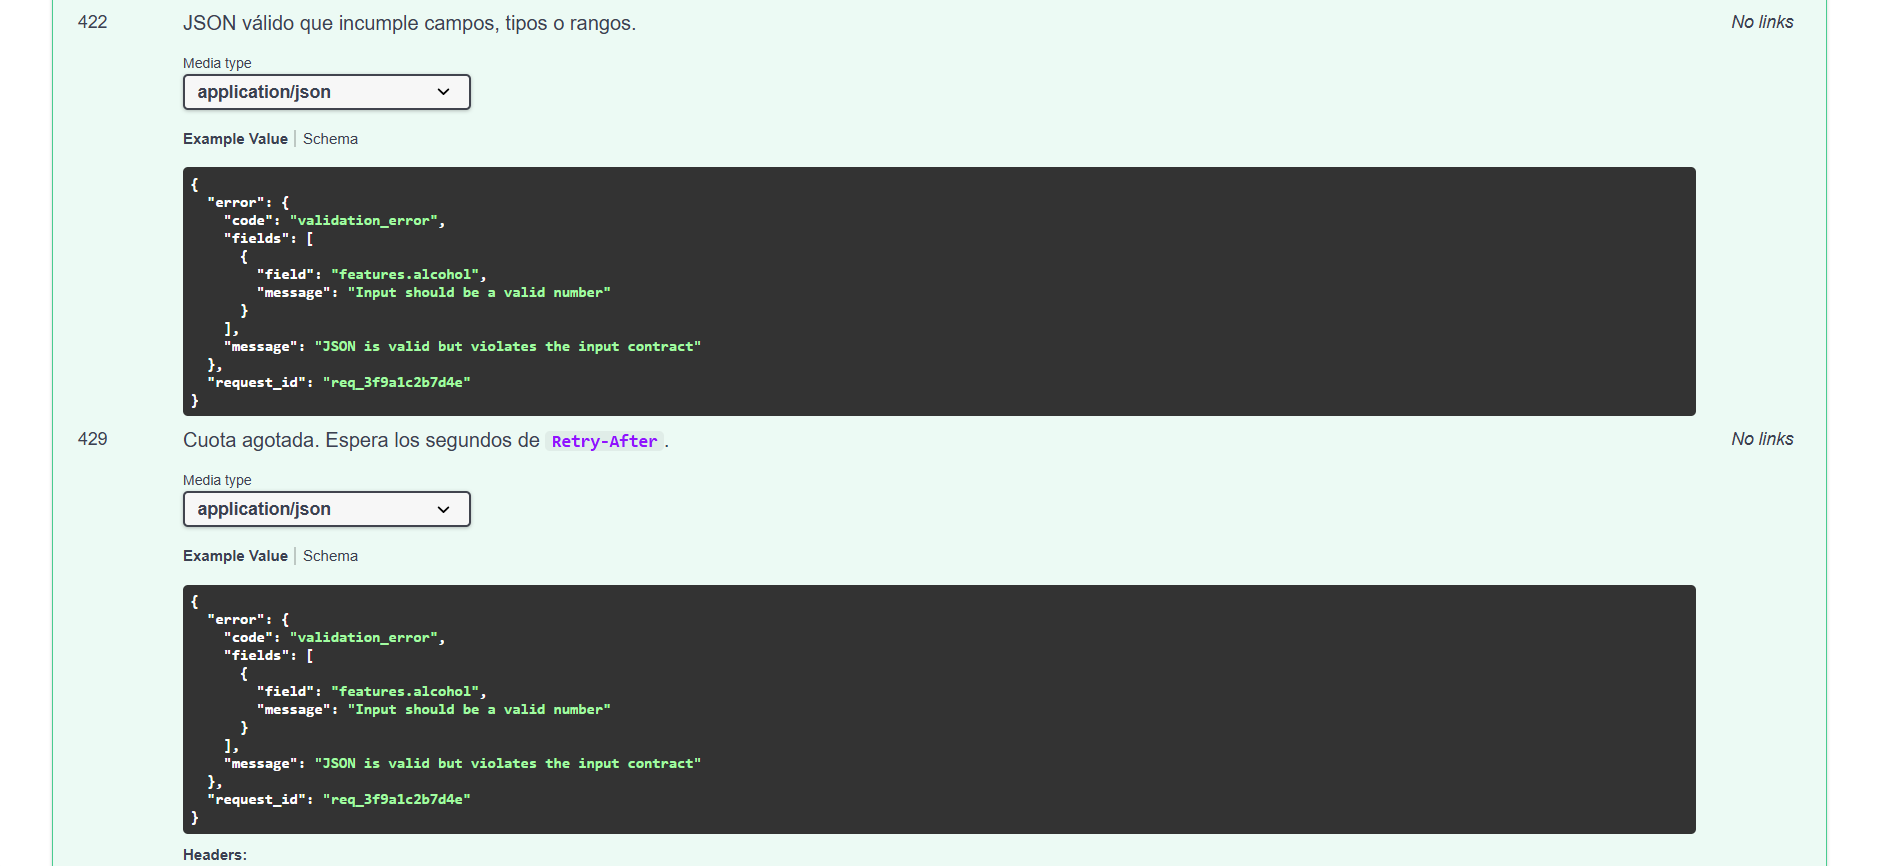 422 JSON válido que incumple campos, tipos o rangos. No links
Media type
application/json
Example Value | Schema
{
  "error": {
    "code": "validation_error",
    "fields": [
      {
        "field": "features.alcohol",
        "message": "Input should be a valid number"
      }
    ],
    "message": "JSON is valid but violates the input contract"
  },
  "request_id": "req_3f9a1c2b7d4e"
}
429 Cuota agotada. Espera los segundos de Retry-After. No links
Media type
application/json
Example Value | Schema
{
  "error": {
    "code": "validation_error",
    "fields": [
      {
        "field": "features.alcohol",
        "message": "Input should be a valid number"
      }
    ],
    "message": "JSON is valid but violates the input contract"
  },
  "request_id": "req_3f9a1c2b7d4e"
}
Headers: